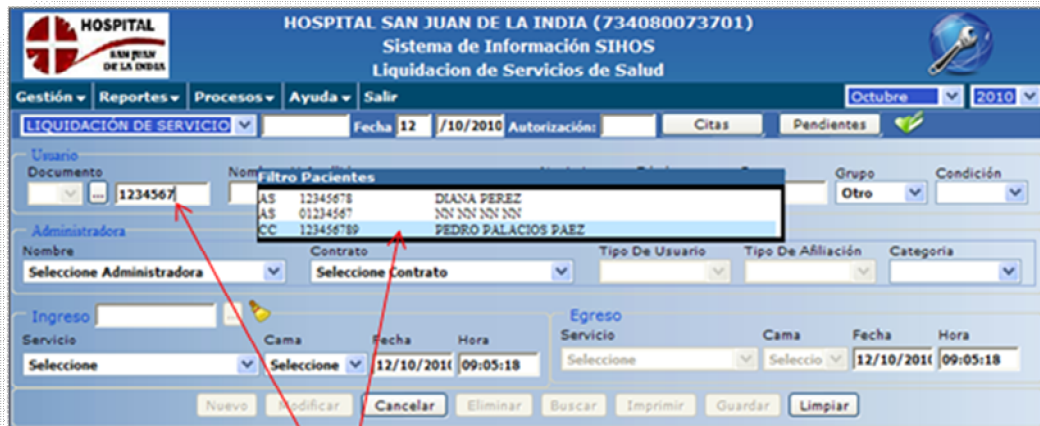 HOSPITAL
SAN JUAN
DE LA INDIA
HOSPITAL SAN JUAN DE LA INDIA (734080073701)
Sistema de Información SIHOS
Liquidacion de Servicios de Salud
Gestión Reportes Procesos Ayuda Salir Octubre 2010
LIQUIDACIÓN DE SERVICIO Fecha 12 /10/2010 Autorización: Citas Pendientes
Usuario
Documento Grupo Condición
... 1234567 Otro
Filtro Pacientes
AS 12345678 DIANA PEREZ
AS 01234567 NN NN NN NN
CC 123456789 PEDRO PALACIOS PAEZ
Administradora
Nombre Contrato Tipo De Usuario Tipo De Afiliación Categoria
Seleccione Administradora Seleccione Contrato
Ingreso ... Egreso
Servicio Cama Fecha Hora Servicio Cama Fecha Hora
Seleccione Seleccione 12/10/201( 09:05:18 Seleccione Seleccio 12/10/201( 09:05:18
Nuevo Modificar Cancelar Eliminar Buscar Imprimir Guardar Limpiar